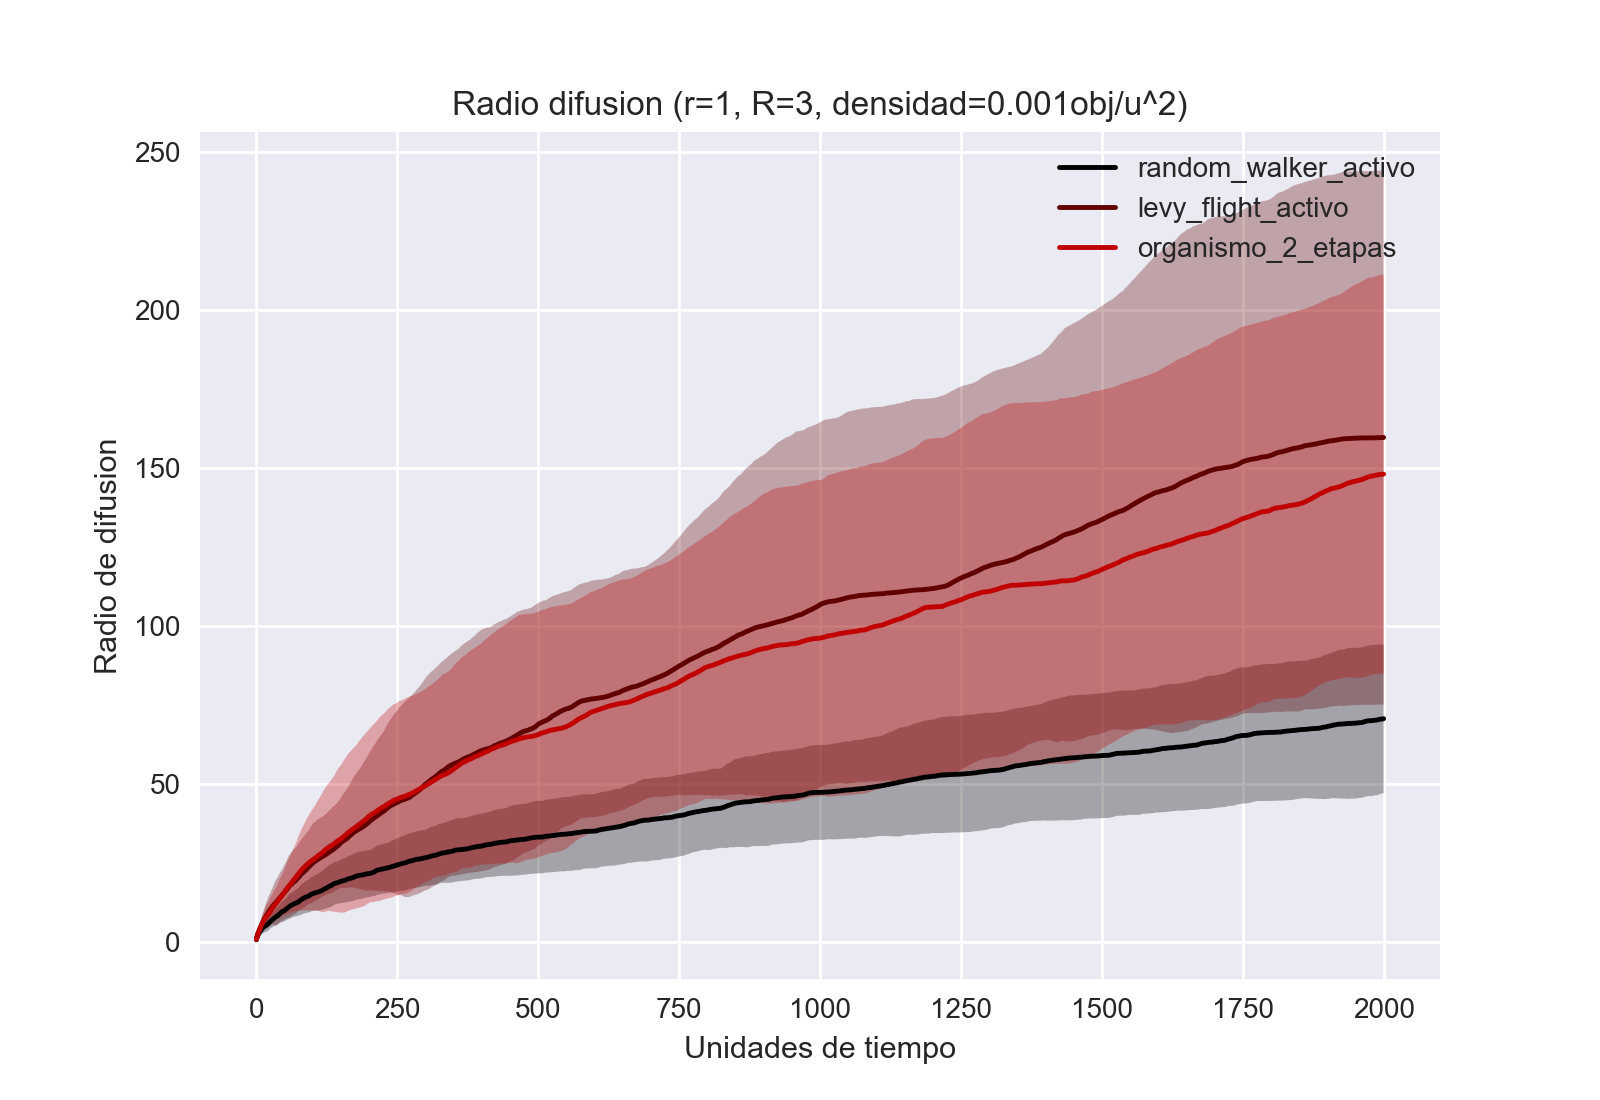 Radio difusion (r=1, R=3, densidad=0.001obj/u^2)
250
200
150
100
50
0
Radio de difusion
random_walker_activo
levy_flight_activo
organismo_2_etapas
0 250 500 750 1000 1250 1500 1750 2000
Unidades de tiempo